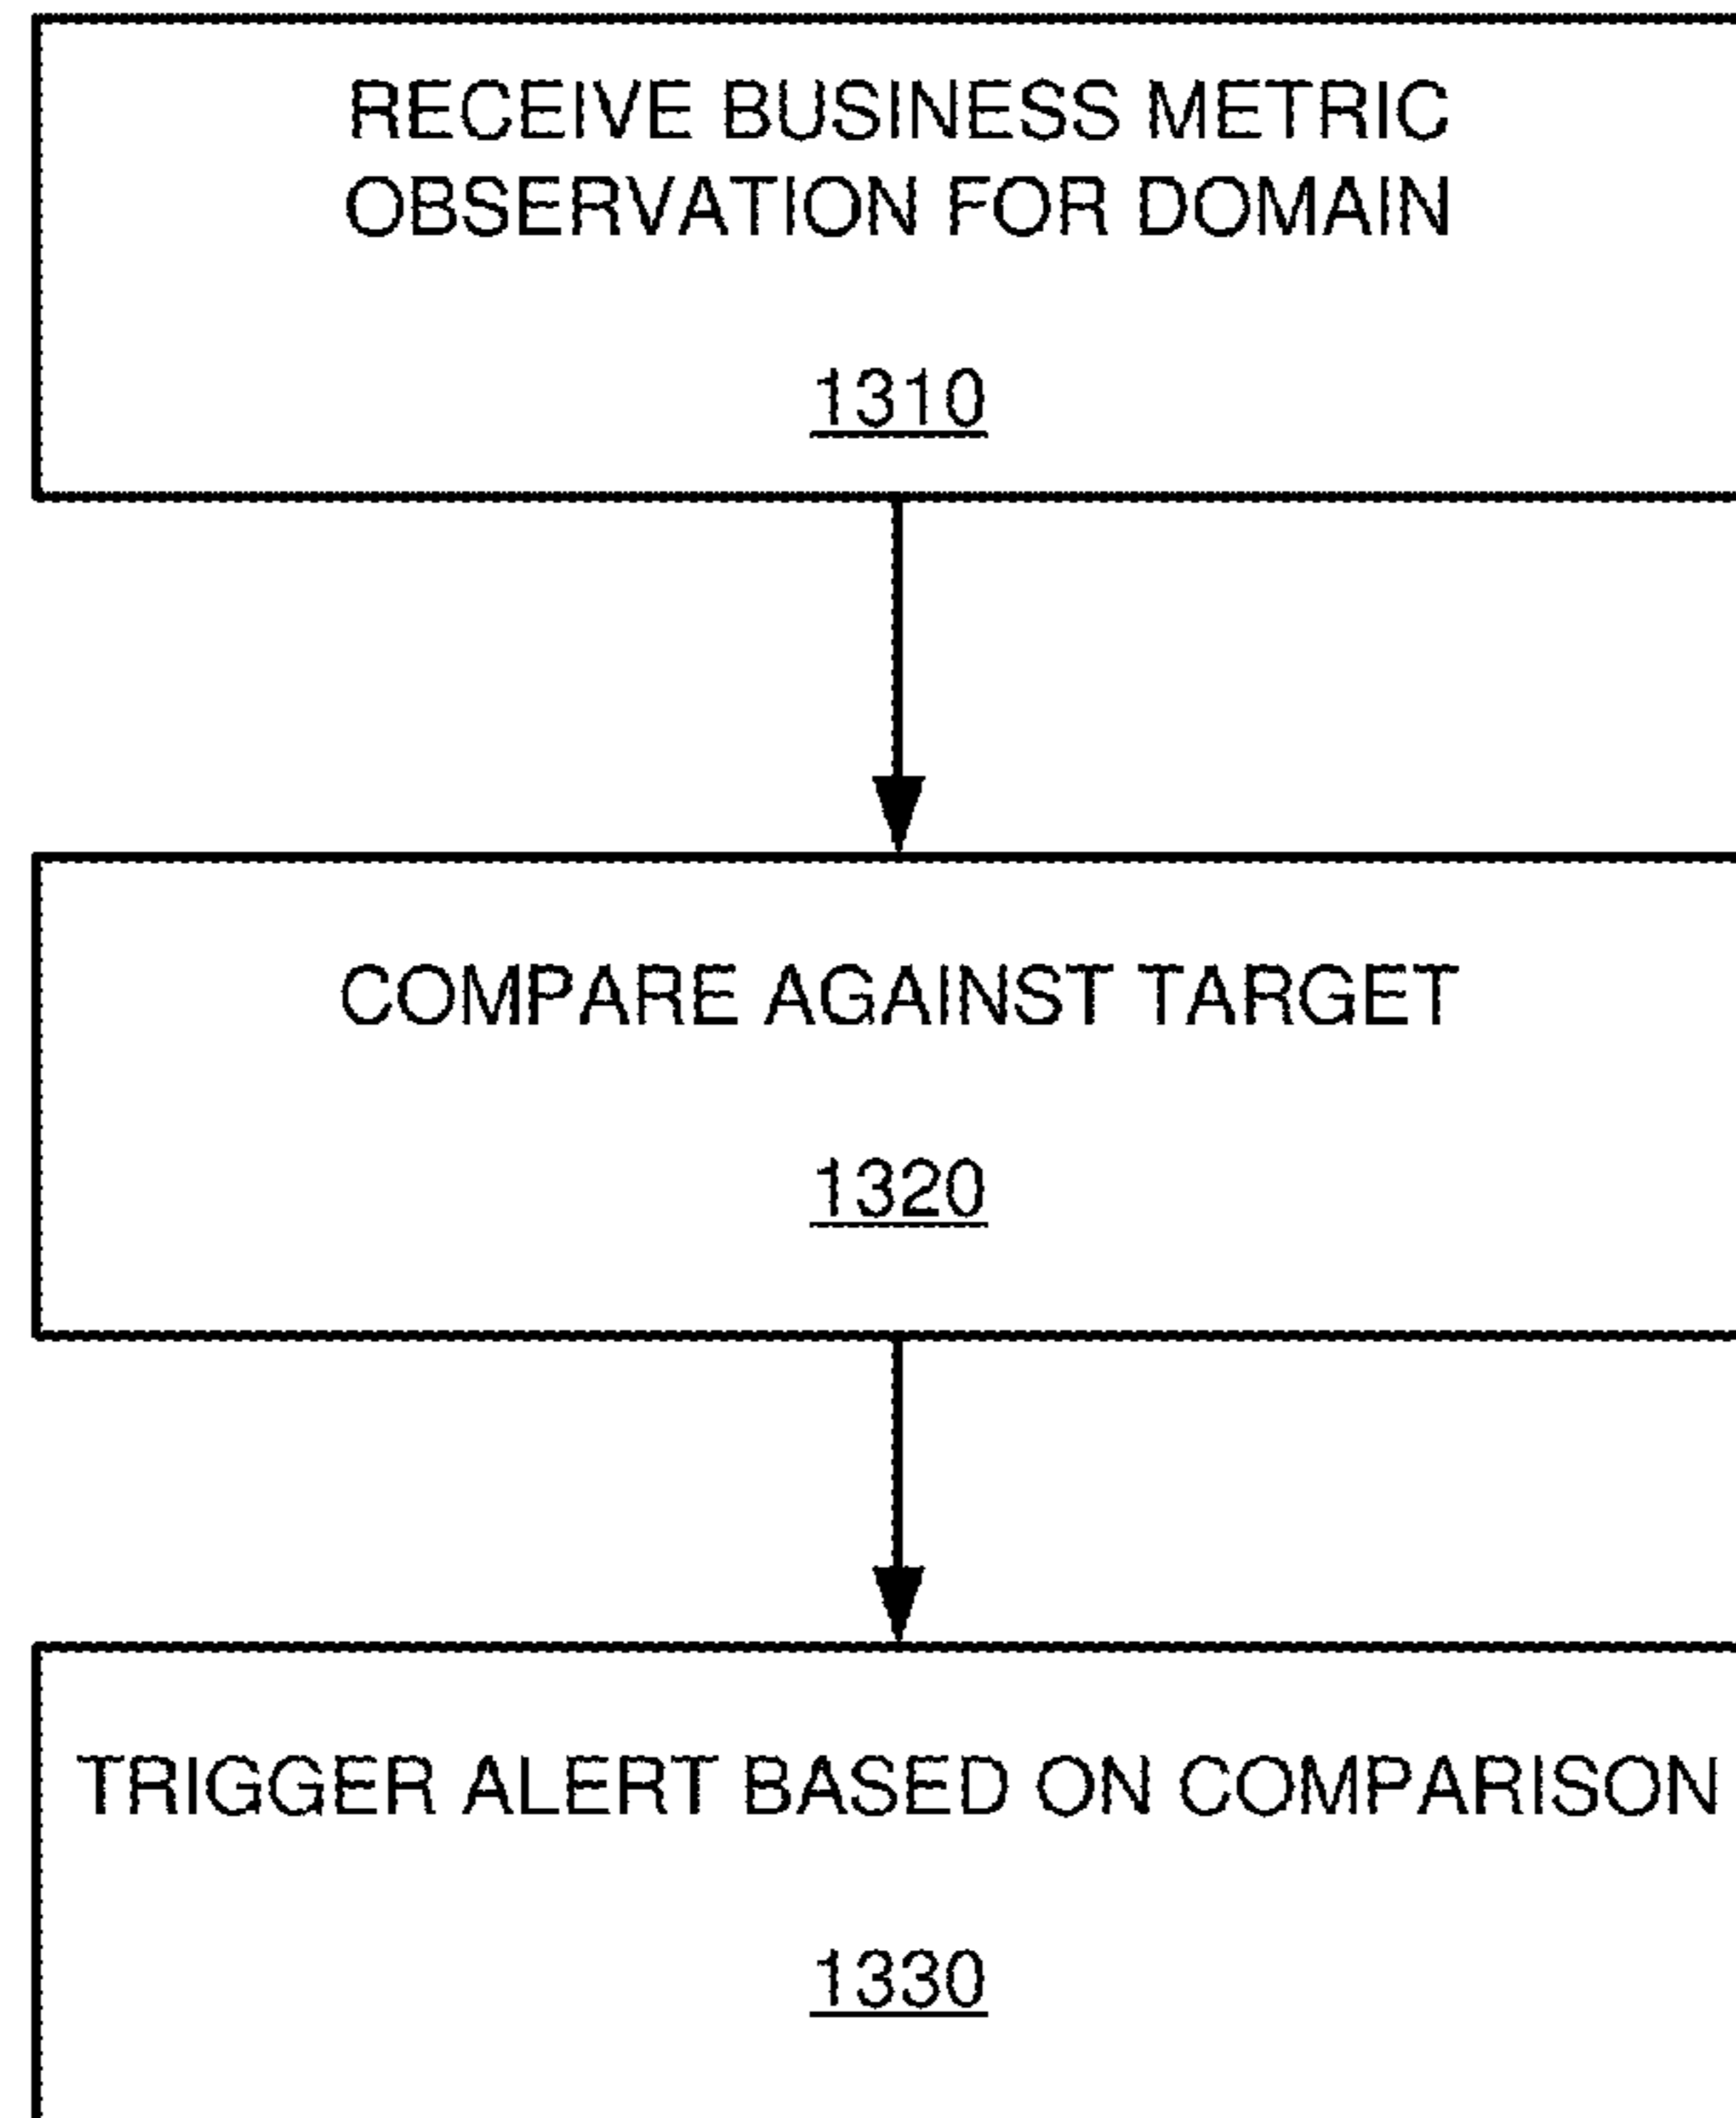 RECEIVE BUSINESS METRIC
OBSERVATION FOR DOMAIN
1310
COMPARE AGAINST TARGET
1320
TRIGGER ALERT BASED ON COMPARISON
1330